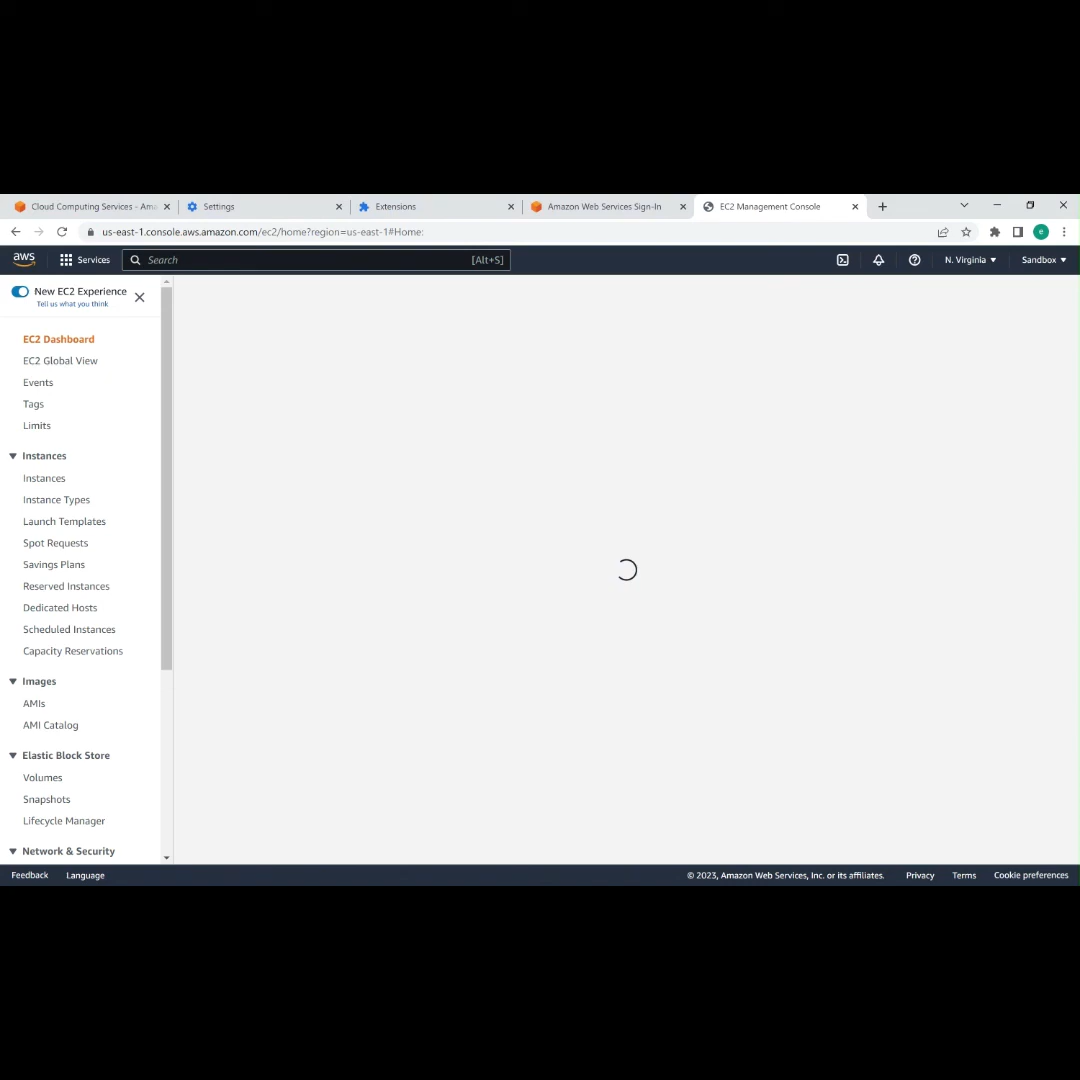 Cloud Computing Services - Ama
Settings
Extensions
Amazon Web Services Sign-In
EC2 Management Console
us-east-1.console.aws.amazon.com/ec2/home?region=us-east-1#Home:
e
aws
Services
Search
[Alt+S]
N. Virginia
Sandbox
New EC2 Experience
Tell us what you think
EC2 Dashboard
EC2 Global View
Events
Tags
Limits
Instances
Instances
Instance Types
Launch Templates
Spot Requests
Savings Plans
Reserved Instances
Dedicated Hosts
Scheduled Instances
Capacity Reservations
Images
AMIs
AMI Catalog
Elastic Block Store
Volumes
Snapshots
Lifecycle Manager
Network & Security
Feedback
Language
© 2023, Amazon Web Services, Inc. or its affiliates.
Privacy
Terms
Cookie preferences